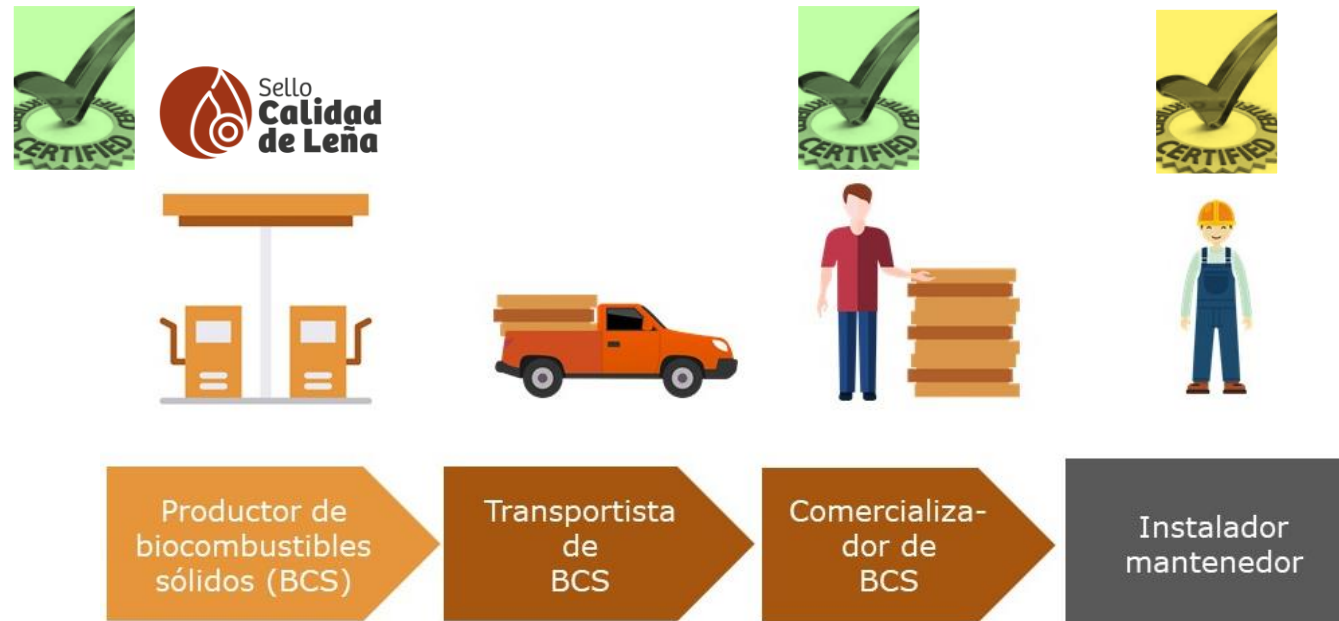 CERTIFIED
Sello
Calidad
de Leña
CERTIFIED
CERTIFIED
Productor de
biocombustibles
sólidos (BCS)
Transportista
de
BCS
Comercializa-
dor de
BCS
Instalador
mantenedor